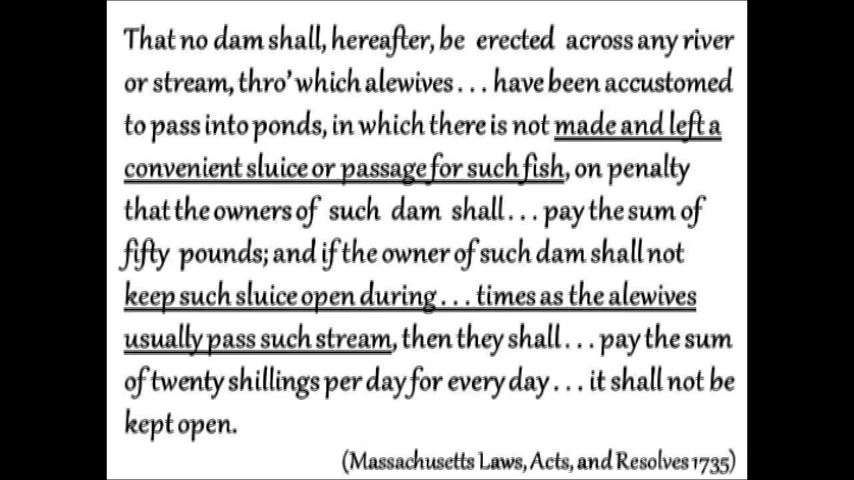 That no dam shall, hereafter, be erected across any river
or stream, thro' which alewives . . . have been accustomed
to pass into ponds, in which there is not made and left a
convenient sluice or passage for such fish, on penalty
that the owners of such dam shall . . . pay the sum of
fifty pounds; and if the owner of such dam shall not
keep such sluice open during . . . times as the alewives
usually pass such stream, then they shall . . . pay the sum
of twenty shillings per day for every day . . . it shall not be
kept open.
(Massachusetts Laws, Acts, and Resolves 1735)